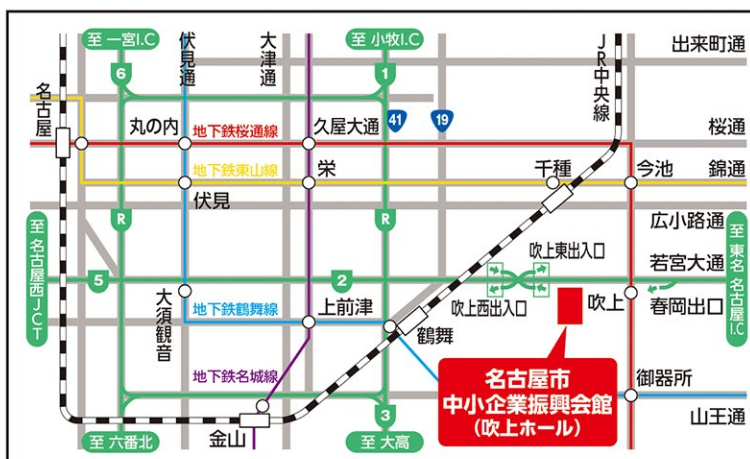 至 一宮I.C
伏見通
大津通
至 小牧I.C
JR中央線
出来町通
6
1
名古屋
41
19
丸の内
地下鉄桜通線
久屋大通
桜通
地下鉄東山線
栄
千種
今池
錦通
伏見
R
R
広小路通
至 名古屋西JCT
吹上東出入口
至 東名 名古屋I.C
5
2
若宮大通
大須観音
地下鉄鶴舞線
上前津
吹上西出入口
吹上
春岡出口
鶴舞
地下鉄名城線
名古屋市
中小企業振興会館
(吹上ホール)
御器所
3
山王通
金山
至 六番北
至 大高